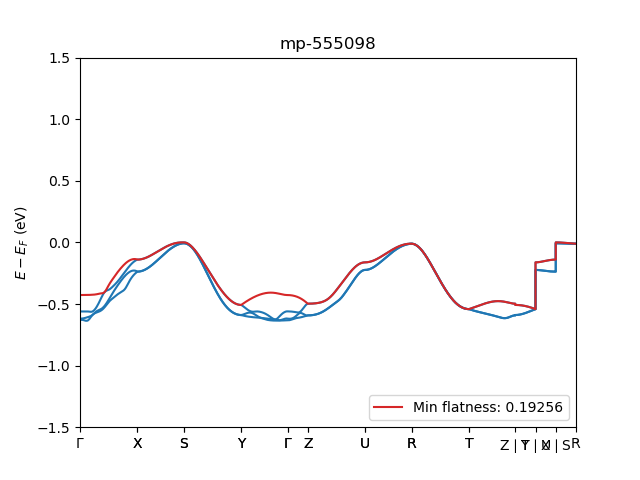 mp-555098
1.5
1.0
0.5
0.0
−0.5
−1.0
−1.5
E − E_F (eV)
Min flatness: 0.19256
Γ X S Y Γ Z U R T Z | Y | X | S R